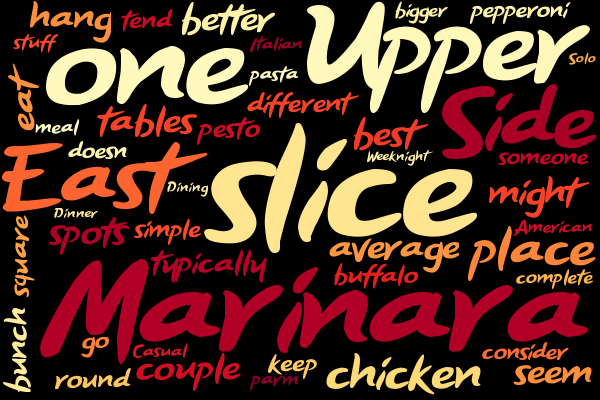 hang tend better bigger pepperoni
stuff one Italian Upper Solo
eat pasta
meal tables pesto different best Side
doesn Weeknight someone
East Dining slice might
Dinner American
spots simple average place
square typically buffalo complete
Marinara
bunch go Casual keep consider
round couple parm chicken seem